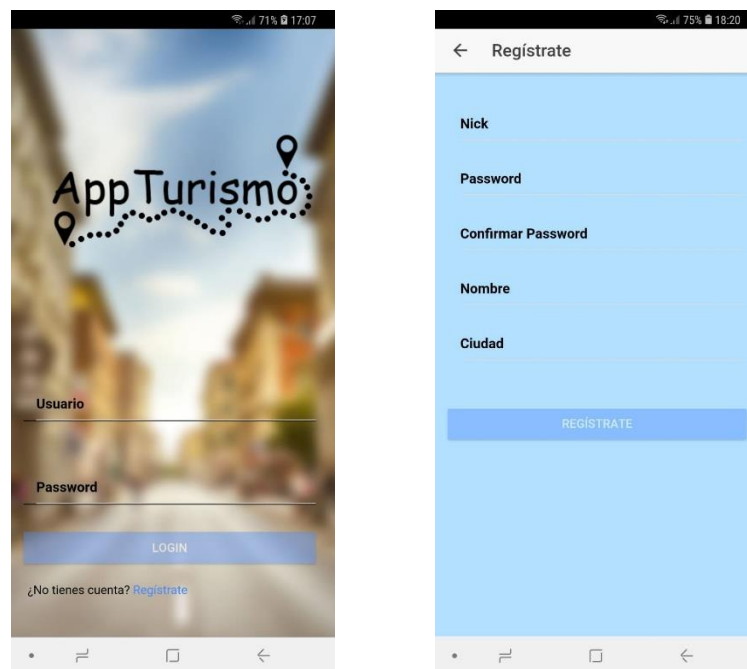 71% 17:07
AppTurismo
Usuario
Password
LOGIN
¿No tienes cuenta? Regístrate
75% 18:20
Regístrate
Nick
Password
Confirmar Password
Nombre
Ciudad
REGÍSTRATE